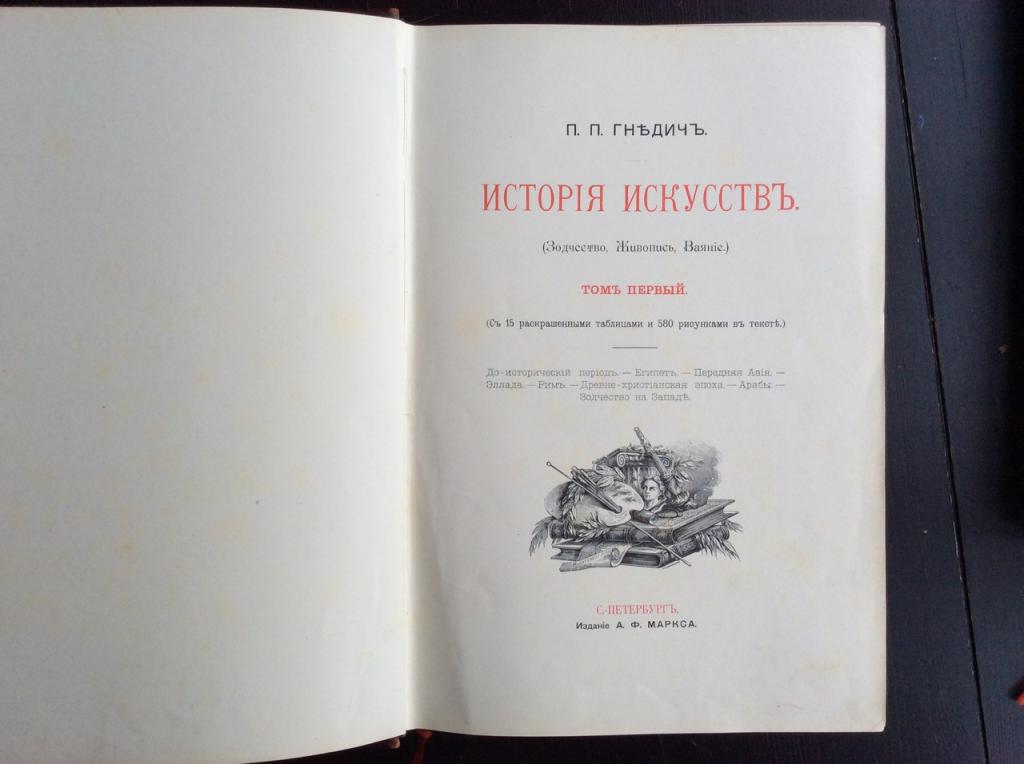 П. П. ГНѢДИЧЪ.
ИСТОРІЯ ИСКУССТВЪ.
(Зодчество, Живопись, Ваяніе.)
ТОМЪ ПЕРВЫЙ.
(Съ 15 раскрашенными таблицами и 580 рисунками въ текстѣ.)
До-историческій періодъ. — Египетъ. — Передняя Азія. —
Эллада. — Римъ. — Древне-христіанская эпоха. — Арабы. —
Зодчество на Западѣ.
С.-ПЕТЕРБУРГЪ.
Изданіе А. Ф. МАРКСА.